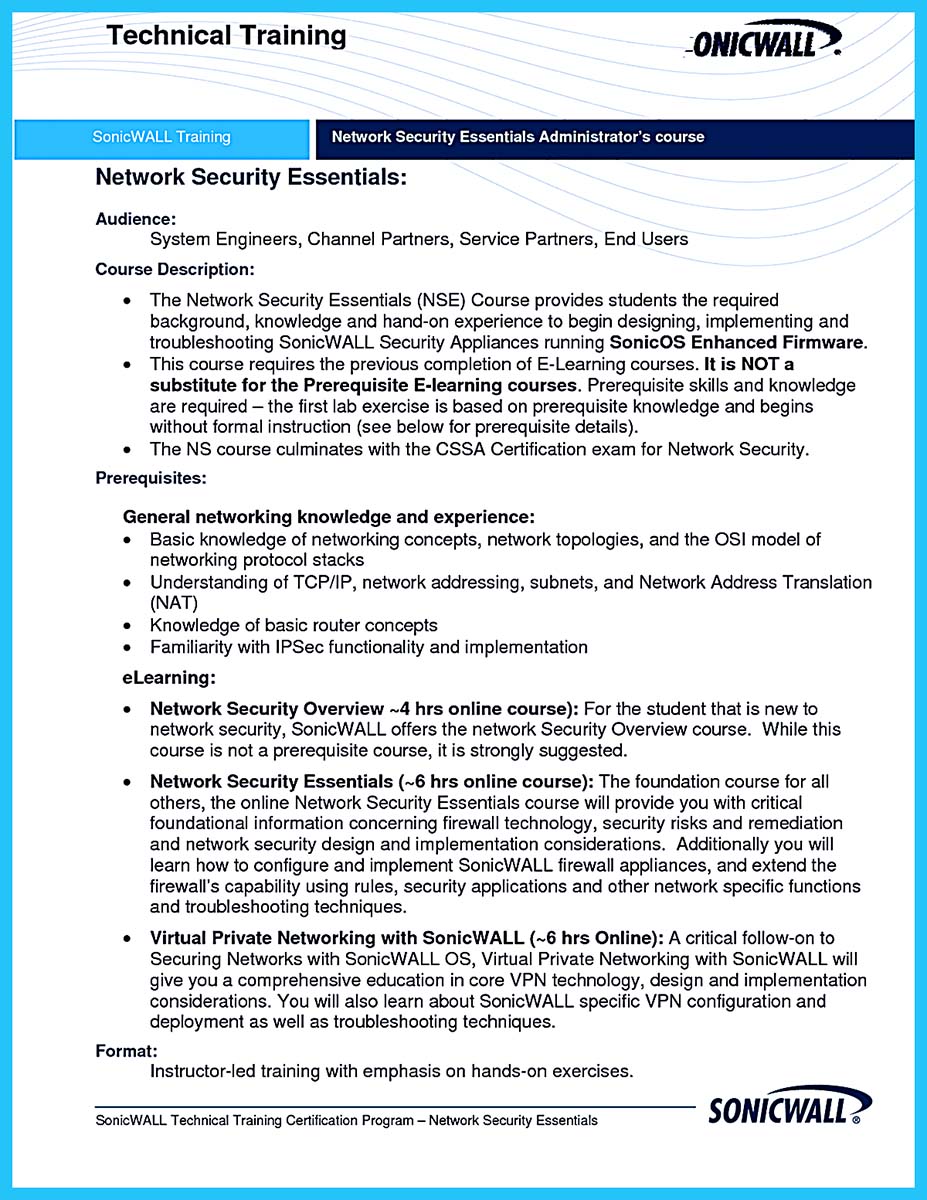 Technical Training
SONICWALL
SonicWALL Training
Network Security Essentials Administrator's course
Network Security Essentials:
Audience:
System Engineers, Channel Partners, Service Partners, End Users
Course Description:
• The Network Security Essentials (NSE) Course provides students the required
background, knowledge and hand-on experience to begin designing, implementing and
troubleshooting SonicWALL Security Appliances running SonicOS Enhanced Firmware.
• This course requires the previous completion of E-Learning courses. It is NOT a
substitute for the Prerequisite E-learning courses. Prerequisite skills and knowledge
are required – the first lab exercise is based on prerequisite knowledge and begins
without formal instruction (see below for prerequisite details).
• The NS course culminates with the CSSA Certification exam for Network Security.
Prerequisites:
General networking knowledge and experience:
• Basic knowledge of networking concepts, network topologies, and the OSI model of
networking protocol stacks
• Understanding of TCP/IP, network addressing, subnets, and Network Address Translation
(NAT)
• Knowledge of basic router concepts
• Familiarity with IPSec functionality and implementation
eLearning:
• Network Security Overview ~4 hrs online course): For the student that is new to
network security, SonicWALL offers the network Security Overview course. While this
course is not a prerequisite course, it is strongly suggested.
• Network Security Essentials (~6 hrs online course): The foundation course for all
others, the online Network Security Essentials course will provide you with critical
foundational information concerning firewall technology, security risks and remediation
and network security design and implementation considerations. Additionally you will
learn how to configure and implement SonicWALL firewall appliances, and extend the
firewall's capability using rules, security applications and other network specific functions
and troubleshooting techniques.
• Virtual Private Networking with SonicWALL (~6 hrs Online): A critical follow-on to
Securing Networks with SonicWALL OS, Virtual Private Networking with SonicWALL will
give you a comprehensive education in core VPN technology, design and implementation
considerations. You will also learn about SonicWALL specific VPN configuration and
deployment as well as troubleshooting techniques.
Format:
Instructor-led training with emphasis on hands-on exercises.
SonicWALL Technical Training Certification Program – Network Security Essentials
SONICWALL®